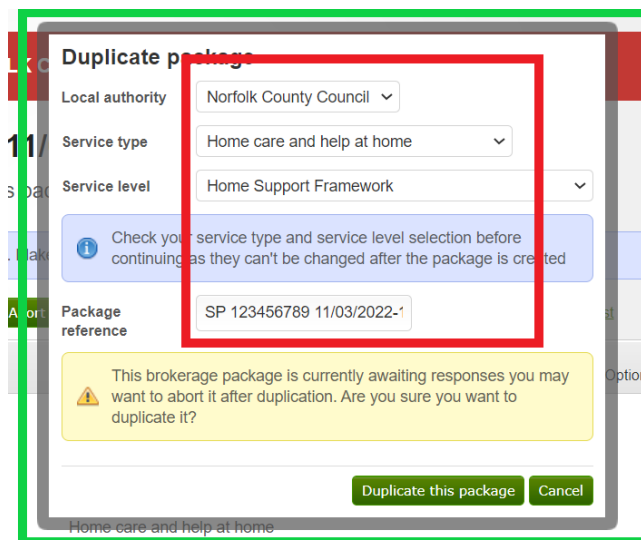 Duplicate package
Local authority Norfolk County Council
Service type Home care and help at home
Service level Home Support Framework
Check your service type and service level selection before
continuing as they can't be changed after the package is created
Abort
Package
reference
SP 123456789 11/03/2022-1
This brokerage package is currently awaiting responses you may
want to abort it after duplication. Are you sure you want to
duplicate it?
Duplicate this package Cancel
Home care and help at home